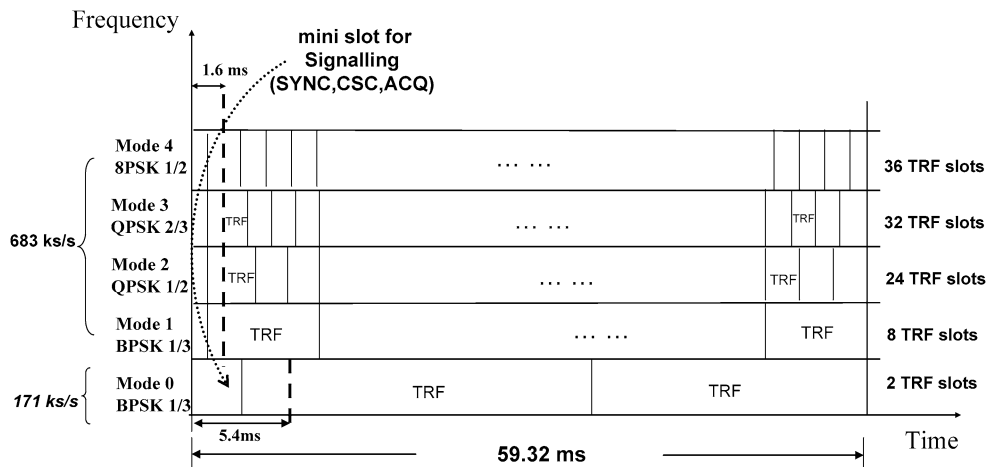 Frequency
mini slot for
Signalling
(SYNC,CSC,ACQ)
1.6 ms
Mode 4
8PSK 1/2
... ...
36 TRF slots
Mode 3
QPSK 2/3
TRF
... ...
TRF
32 TRF slots
683 ks/s
Mode 2
QPSK 1/2
TRF
... ...
TRF
24 TRF slots
Mode 1
BPSK 1/3
TRF
... ...
TRF
8 TRF slots
171 ks/s
Mode 0
BPSK 1/3
TRF
TRF
2 TRF slots
5.4ms
59.32 ms
Time